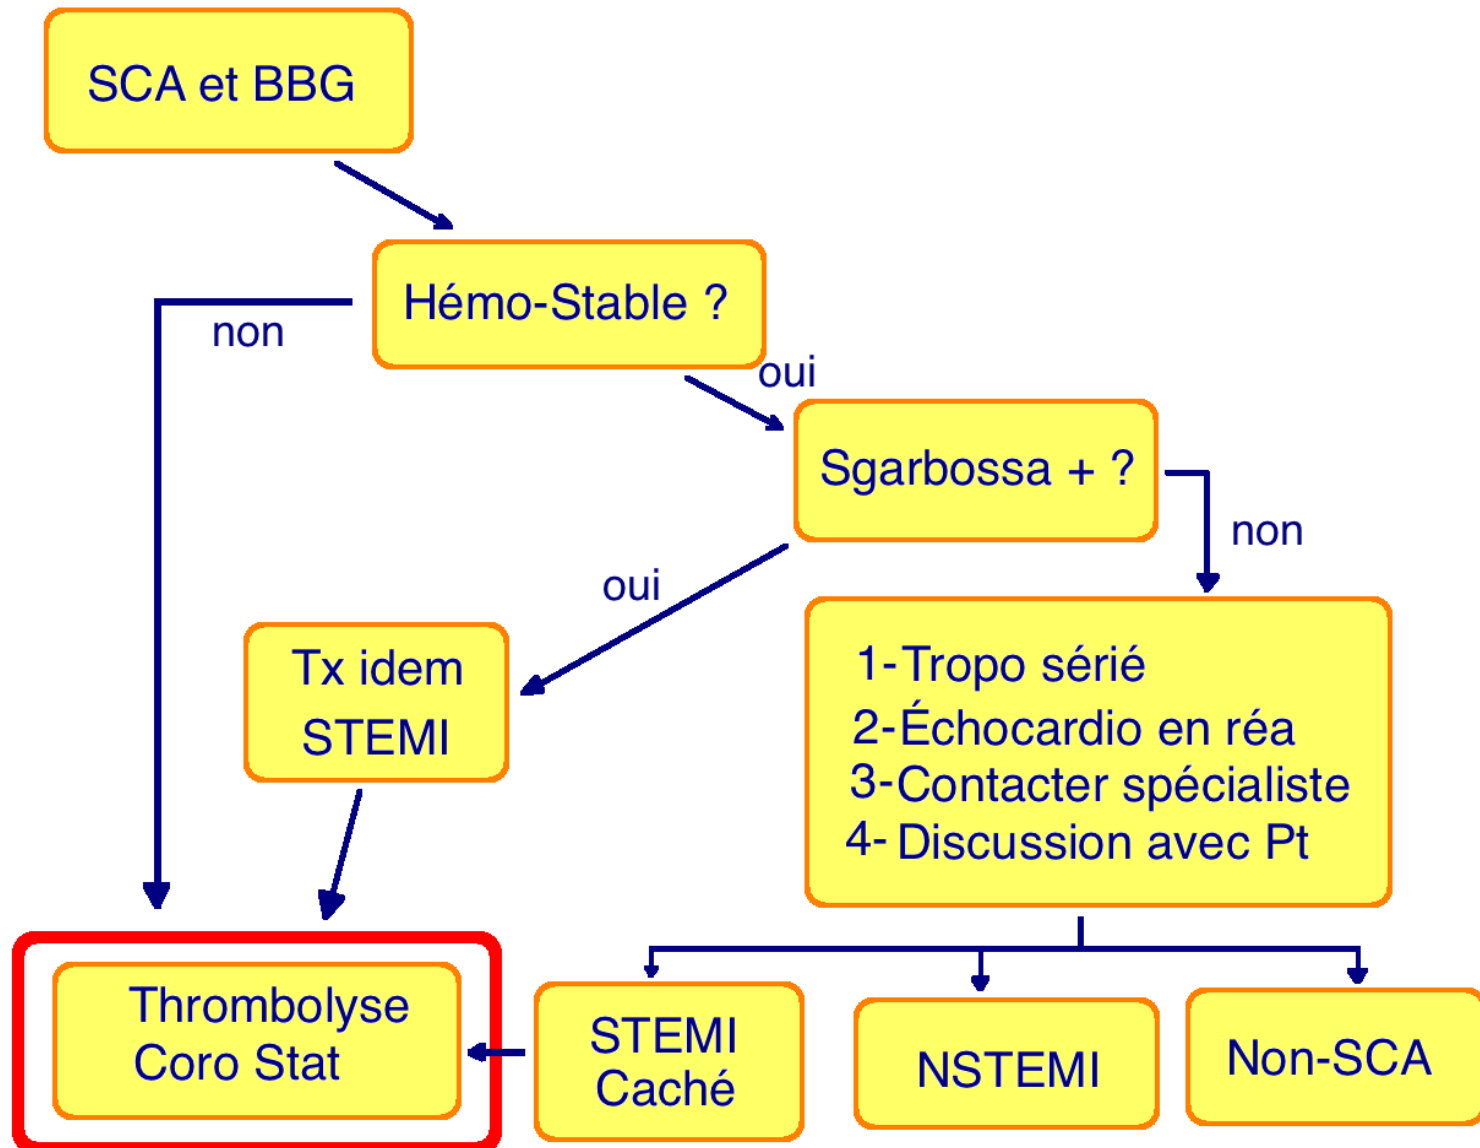 SCA et BBG
Hémo-Stable ?
non
oui
Sgarbossa + ?
non
oui
Tx idem
STEMI
1-Tropo sérié
2-Échocardio en réa
3-Contacter spécialiste
4- Discussion avec Pt
Thrombolyse
Coro Stat
STEMI
Caché
NSTEMI
Non-SCA